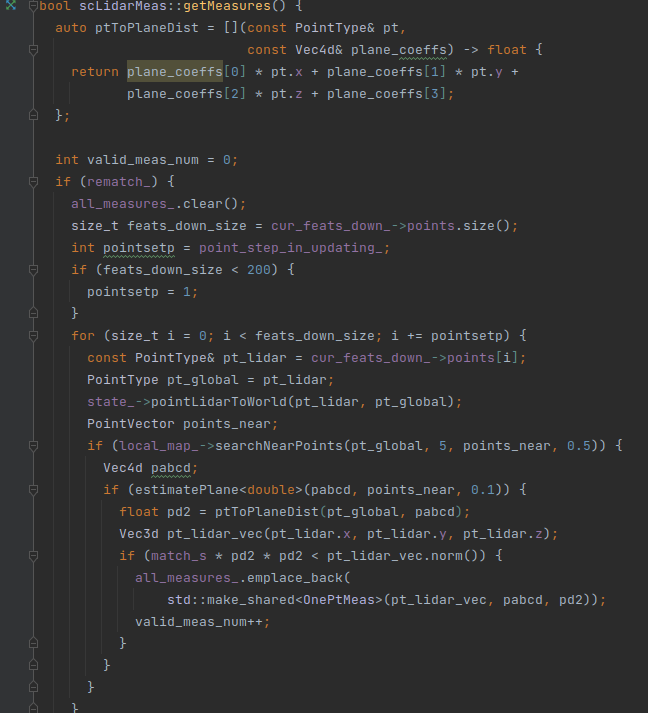 bool scLidarMeas::getMeasures() {
  auto ptToPlaneDist = [](const PointType& pt,
                          const Vec4d& plane_coeffs) -> float {
    return plane_coeffs[0] * pt.x + plane_coeffs[1] * pt.y +
           plane_coeffs[2] * pt.z + plane_coeffs[3];
  };
  int valid_meas_num = 0;
  if (rematch_) {
    all_measures_.clear();
    size_t feats_down_size = cur_feats_down_->points.size();
    int pointsetp = point_step_in_updating_;
    if (feats_down_size < 200) {
      pointsetp = 1;
    }
    for (size_t i = 0; i < feats_down_size; i += pointsetp) {
      const PointType& pt_lidar = cur_feats_down_->points[i];
      PointType pt_global = pt_lidar;
      state_->pointLidarToWorld(pt_lidar, pt_global);
      PointVector points_near;
      if (local_map_->searchNearPoints(pt_global, 5, points_near, 0.5)) {
        Vec4d pabcd;
        if (estimatePlane<double>(pabcd, points_near, 0.1)) {
          float pd2 = ptToPlaneDist(pt_global, pabcd);
          Vec3d pt_lidar_vec(pt_lidar.x, pt_lidar.y, pt_lidar.z);
          if (match_s * pd2 * pd2 < pt_lidar_vec.norm()) {
            all_measures_.emplace_back(
                std::make_shared<OnePtMeas>(pt_lidar_vec, pabcd, pd2));
            valid_meas_num++;
          }
        }
      }
    }